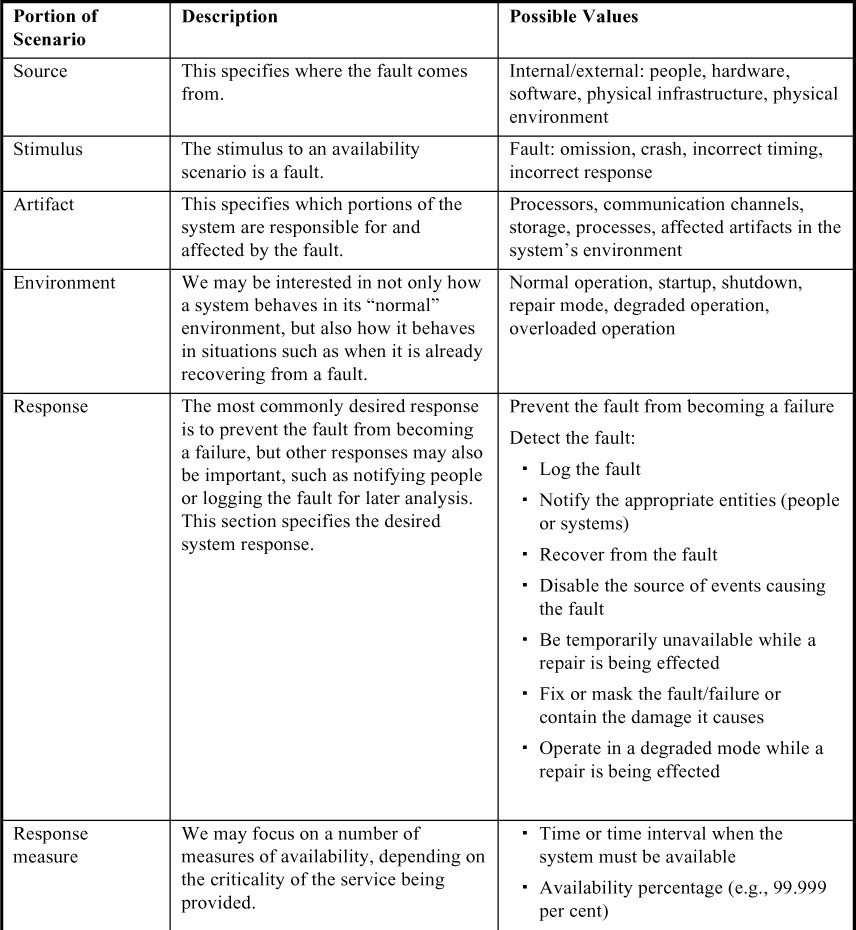 Portion of Scenario
Description
Possible Values
Source
This specifies where the fault comes
from.
Internal/external: people, hardware,
software, physical infrastructure, physical
environment
Stimulus
The stimulus to an availability
scenario is a fault.
Fault: omission, crash, incorrect timing,
incorrect response
Artifact
This specifies which portions of the
system are responsible for and
affected by the fault.
Processors, communication channels,
storage, processes, affected artifacts in the
system’s environment
Environment
We may be interested in not only how
a system behaves in its “normal”
environment, but also how it behaves
in situations such as when it is already
recovering from a fault.
Normal operation, startup, shutdown,
repair mode, degraded operation,
overloaded operation
Response
The most commonly desired response
is to prevent the fault from becoming
a failure, but other responses may also
be important, such as notifying people
or logging the fault for later analysis.
This section specifies the desired
system response.
Prevent the fault from becoming a failure
Detect the fault:
▪ Log the fault
▪ Notify the appropriate entities (people
or systems)
▪ Recover from the fault
▪ Disable the source of events causing
the fault
▪ Be temporarily unavailable while a
repair is being effected
▪ Fix or mask the fault/failure or
contain the damage it causes
▪ Operate in a degraded mode while a
repair is being effected
Response
measure
We may focus on a number of
measures of availability, depending on
the criticality of the service being
provided.
▪ Time or time interval when the
system must be available
▪ Availability percentage (e.g., 99.999
per cent)